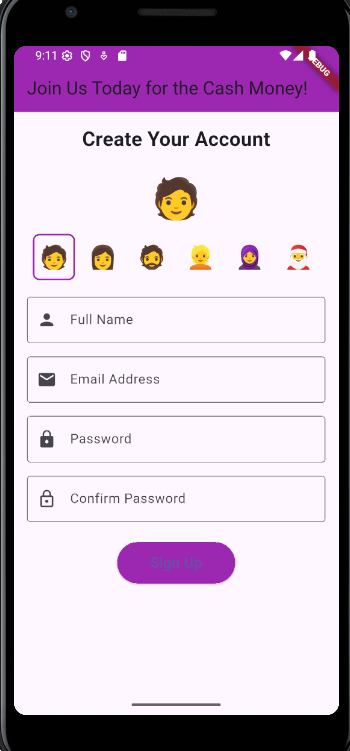 9:11
DEBUG
Join Us Today for the Cash Money!
Create Your Account
Full Name
Email Address
Password
Confirm Password
Sign Up